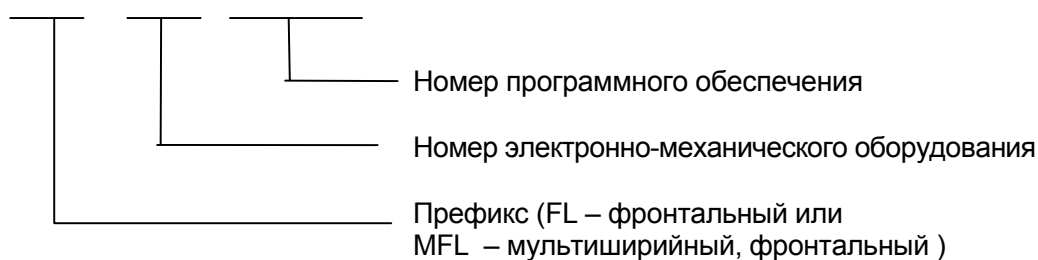 Номер программного обеспечения
Номер электронно-механического оборудования
Префикс (FL – фронтальный или
MFL – мультиширийный, фронтальный )